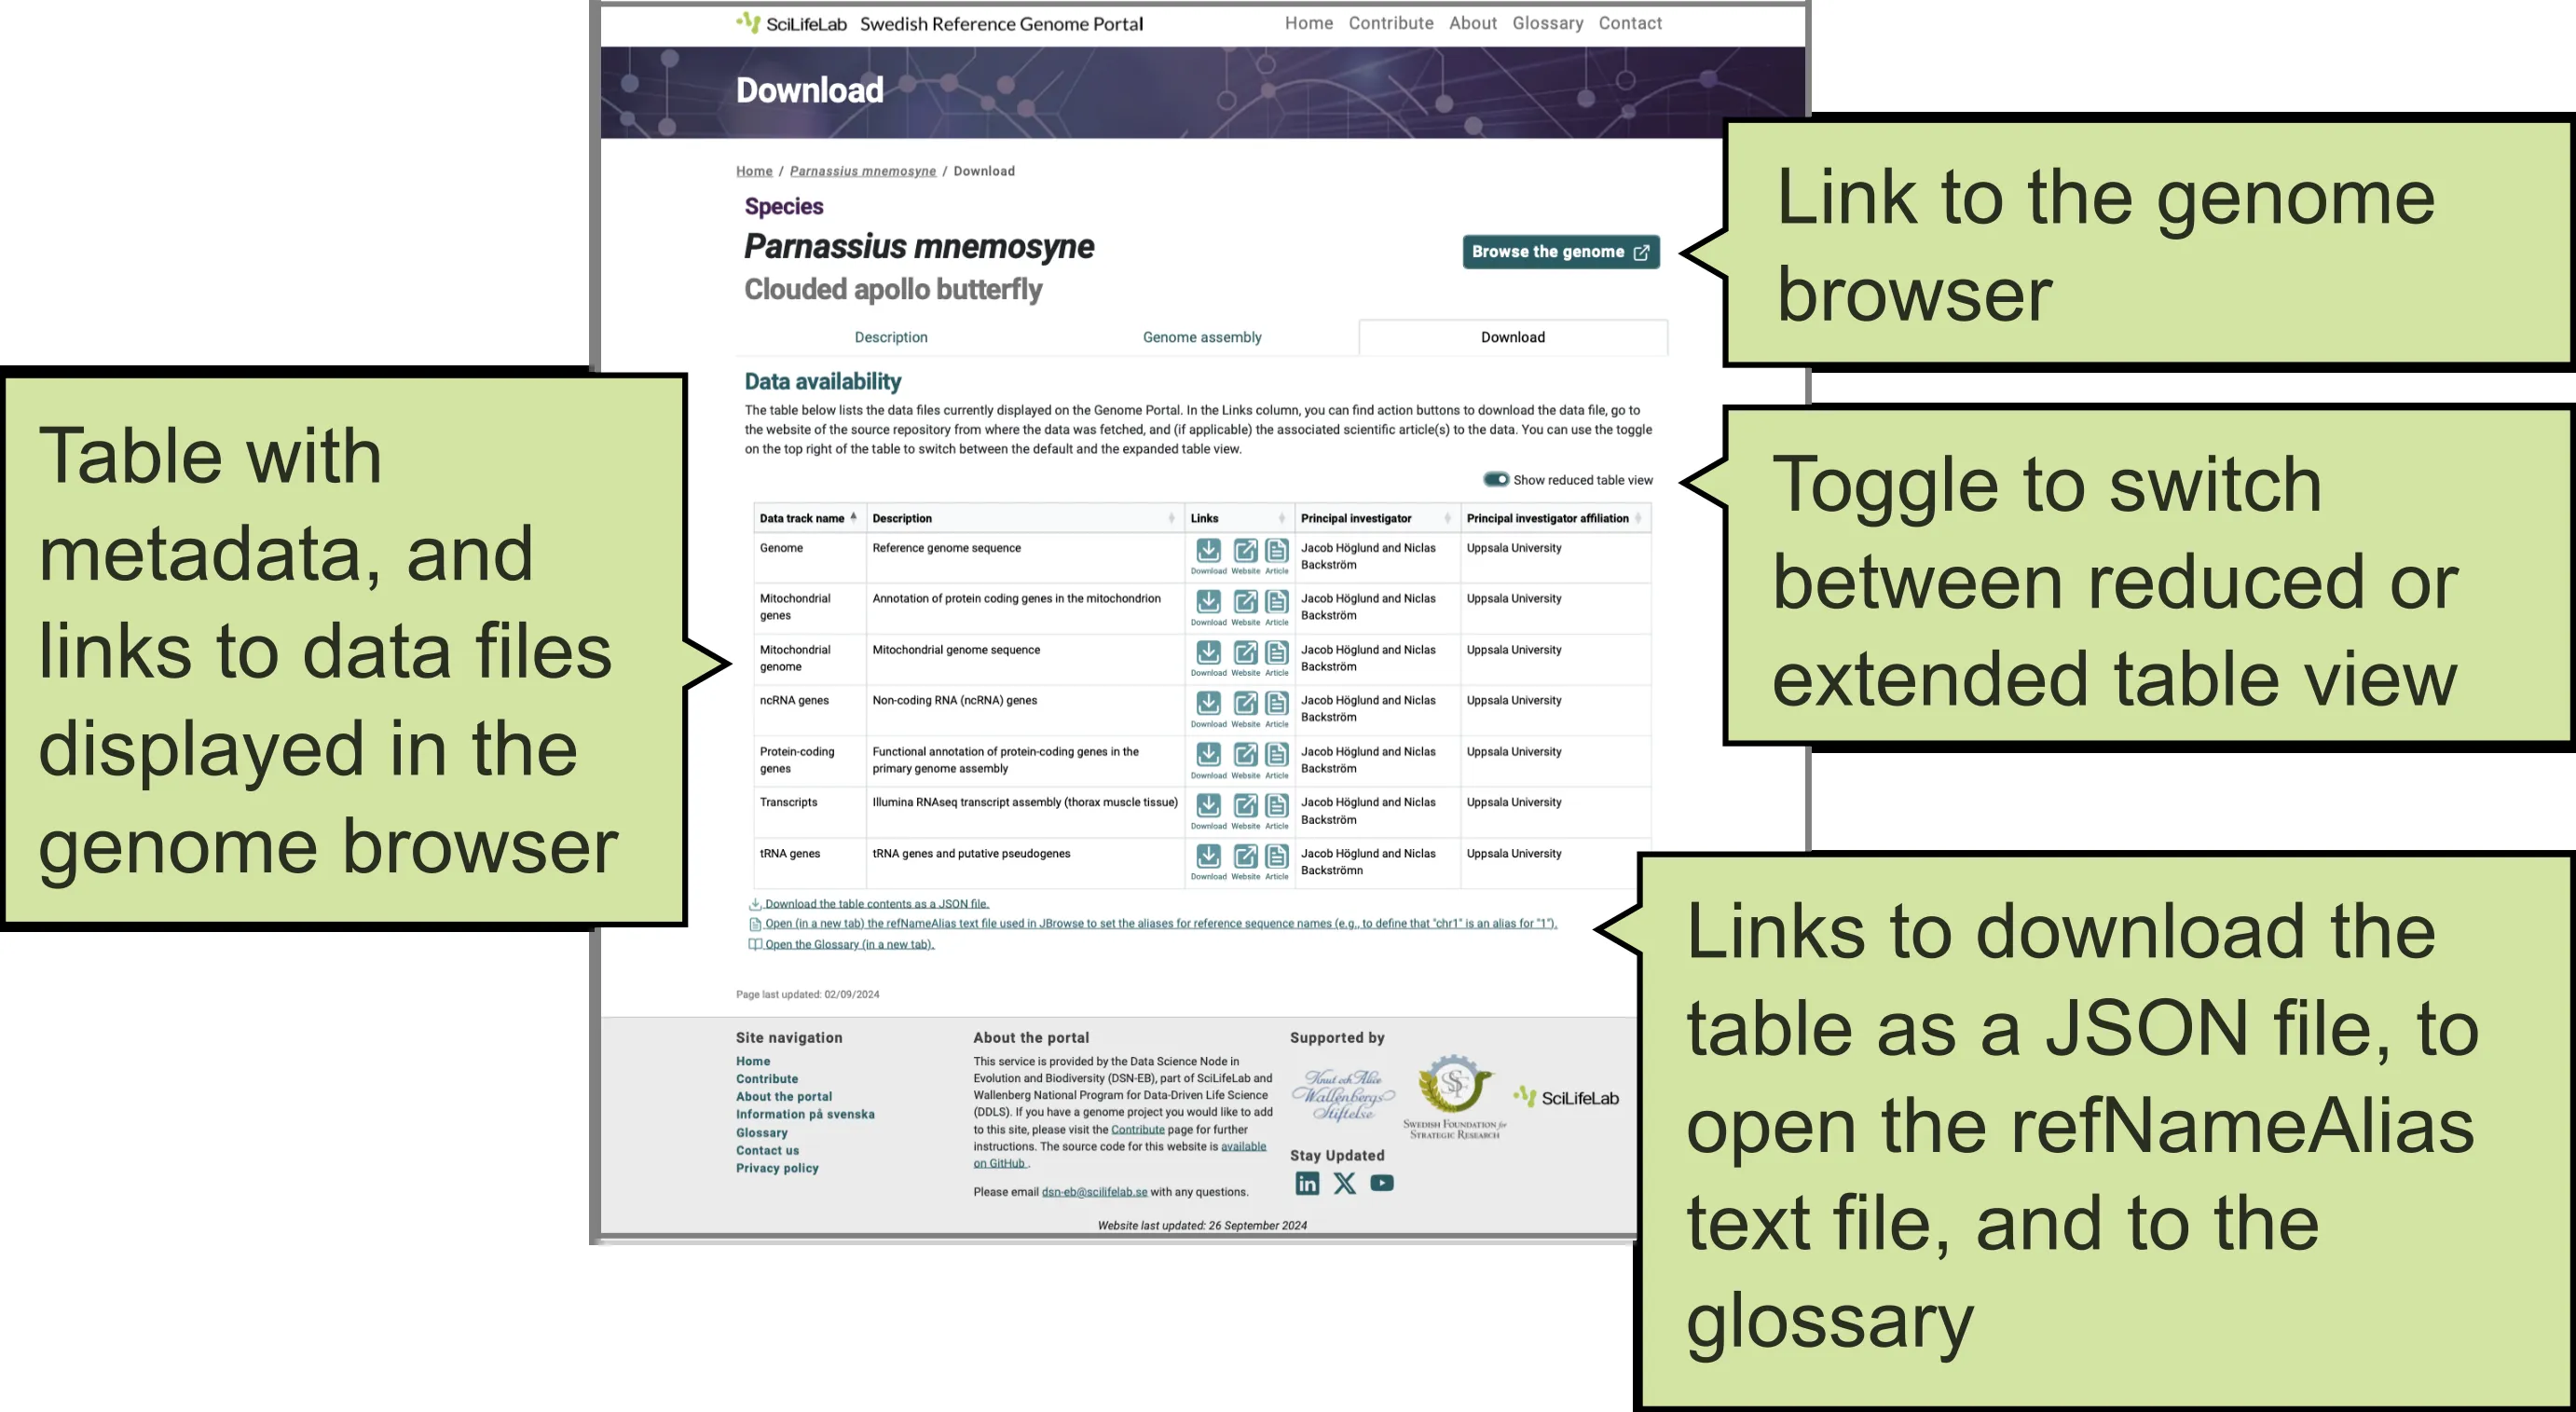 SciLifeLab Swedish Reference Genome Portal
Home Contribute About Glossary Contact
Download
Home / Parnassius mnemosyne / Download
Species
Parnassius mnemosyne
Clouded apollo butterfly
Browse the genome
Description Genome assembly Download
Data availability
The table below lists the data files currently displayed on the Genome Portal. In the Links column, you can find action buttons to download the data file, go to
the website of the source repository from where the data was fetched, and (if applicable) the associated scientific article(s) to the data. You can use the toggle
on the top right of the table to switch between the default and the expanded table view.
Show reduced table view
Data track name Description Links Principal investigator Principal investigator affiliation
Genome Reference genome sequence Download Website Article Jacob Höglund and Niclas Uppsala University
Backström
Mitochondrial Annotation of protein coding genes in the mitochondrion Download Website Article Jacob Höglund and Niclas Uppsala University
genes Backström
Mitochondrial Mitochondrial genome sequence Download Website Article Jacob Höglund and Niclas Uppsala University
genome Backström
ncRNA genes Non-coding RNA (ncRNA) genes Download Website Article Jacob Höglund and Niclas Uppsala University
Backström
Protein-coding Functional annotation of protein-coding genes in the Download Website Article Jacob Höglund and Niclas Uppsala University
genes primary genome assembly Backström
Transcripts Illumina RNAseq transcript assembly (thorax muscle tissue) Download Website Article Jacob Höglund and Niclas Uppsala University
Backström
tRNA genes tRNA genes and putative pseudogenes Download Website Article Jacob Höglund and Niclas Uppsala University
Backströmn
Download the table contents as a JSON file.
Open (in a new tab) the refNameAlias text file used in JBrowse to set the aliases for reference sequence names (e.g., to define that "chr1" is an alias for "1").
Open the Glossary (in a new tab).
Page last updated: 02/09/2024
Site navigation
Home
Contribute
About the portal
Information på svenska
Glossary
Contact us
Privacy policy
About the portal
This service is provided by the Data Science Node in
Evolution and Biodiversity (DSN-EB), part of SciLifeLab and
Wallenberg National Program for Data-Driven Life Science
(DDLS). If you have a genome project you would like to add
to this site, please visit the Contribute page for further
instructions. The source code for this website is available
on GitHub .
Please email dsn-eb@scilifelab.se with any questions.
Supported by
Knut och Alice
Wallenbergs
Stiftelse
SSF
SWEDISH FOUNDATION for
STRATEGIC RESEARCH
SciLifeLab
Stay Updated
in X
Website last updated: 26 September 2024
Table with
metadata, and
links to data files
displayed in the
genome browser
Link to the genome
browser
Toggle to switch
between reduced or
extended table view
Links to download the
table as a JSON file, to
open the refNameAlias
text file, and to the
glossary